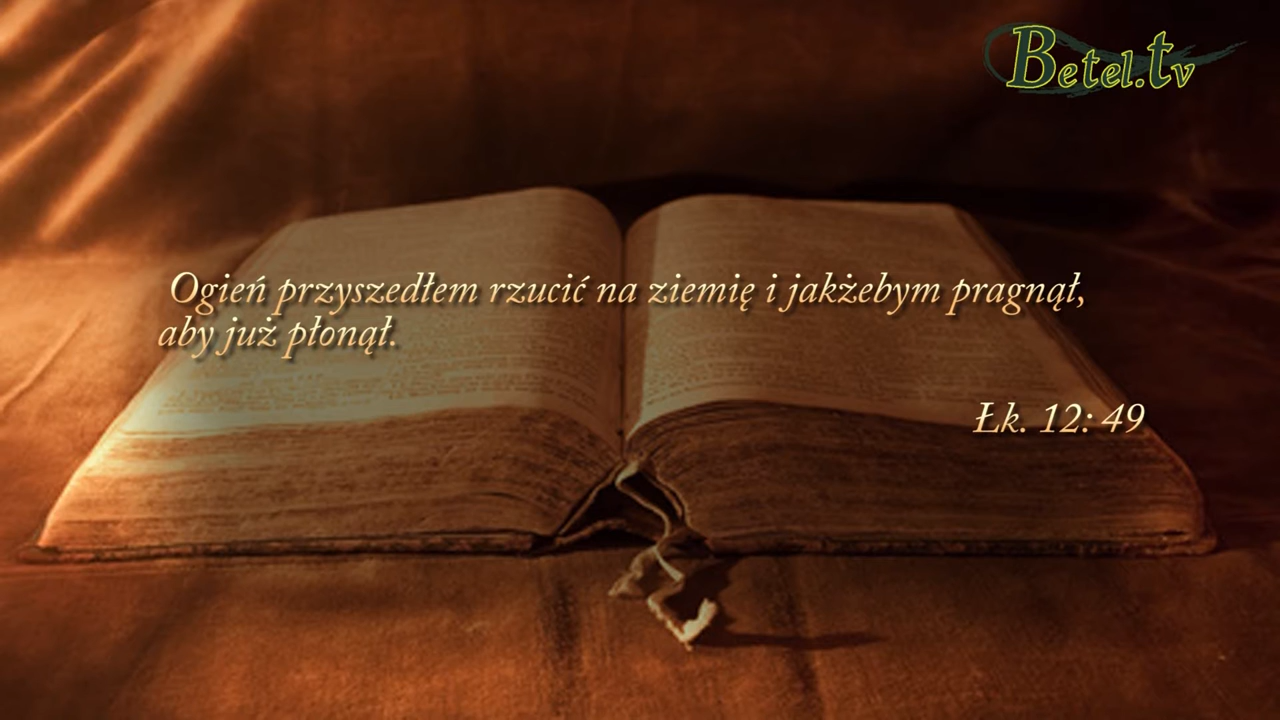 Betel.tv
Ogień przyszedłem rzucić na ziemię i jakżebym pragnął,
aby już płonął.
Łk. 12: 49